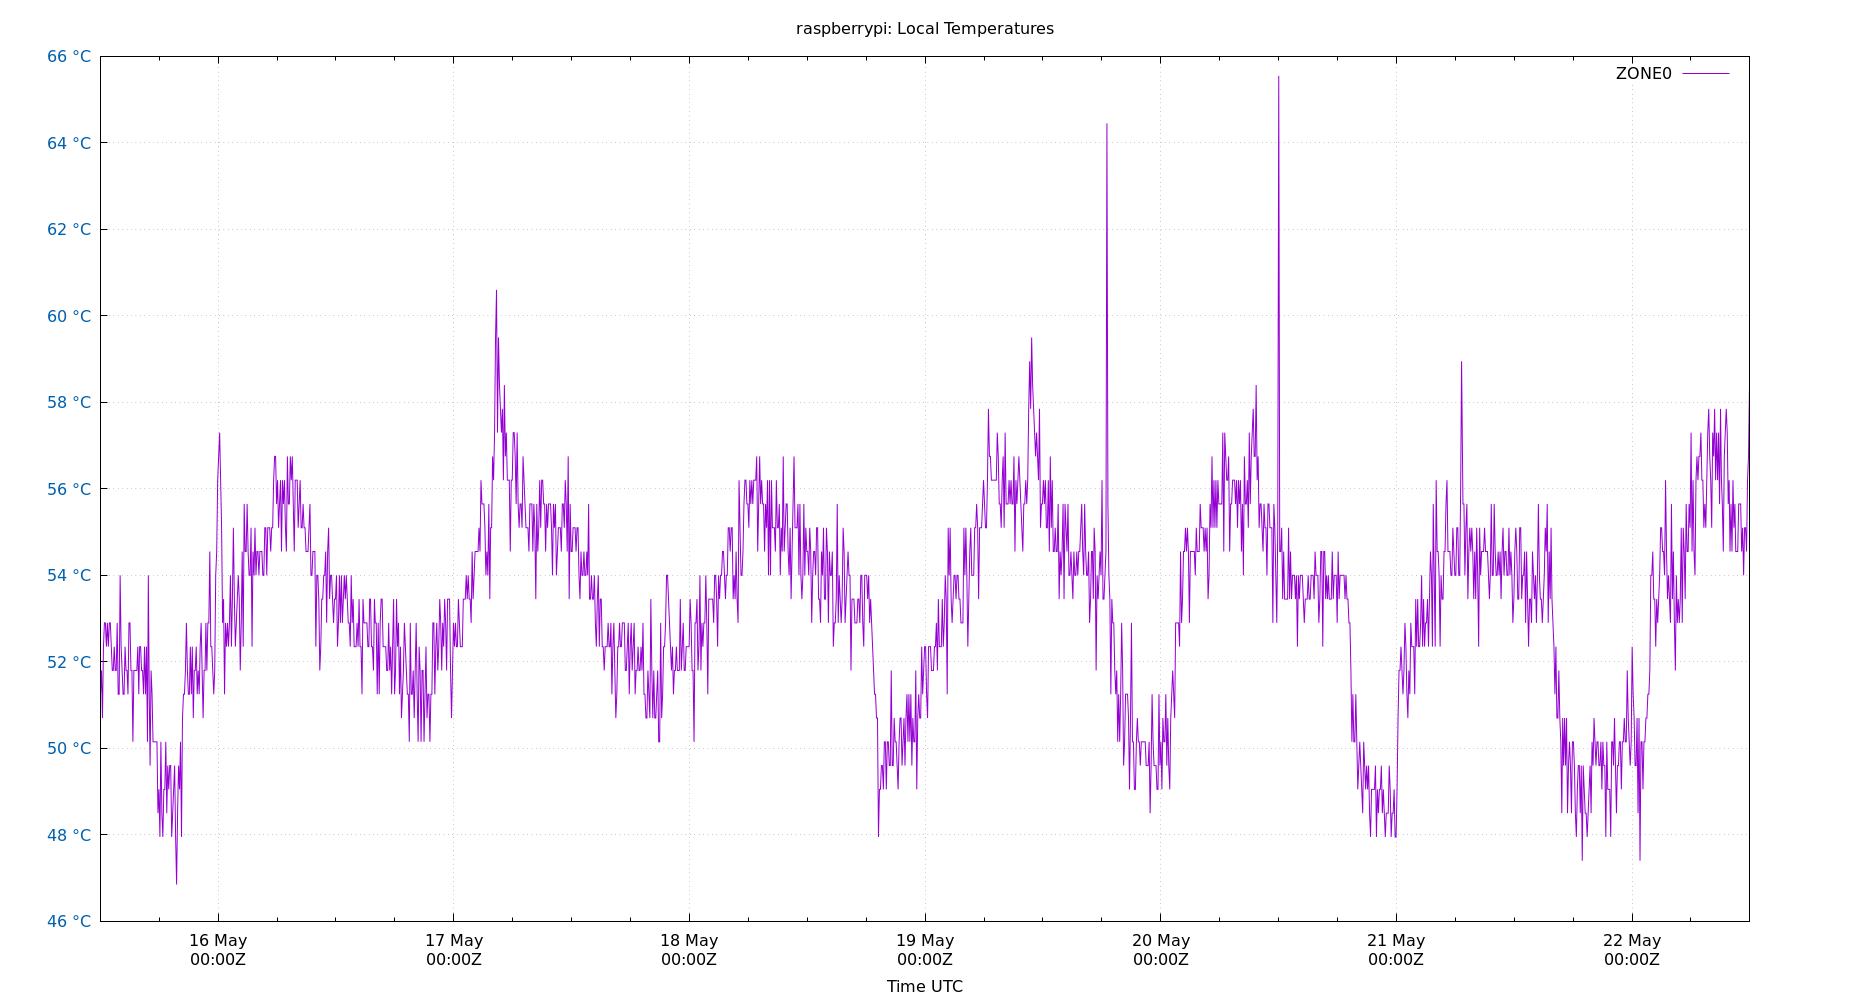 raspberrypi: Local Temperatures
66 °C
ZONE0
64 °C
62 °C
60 °C
58 °C
56 °C
54 °C
52 °C
50 °C
48 °C
46 °C
16 May 17 May 18 May 19 May 20 May 21 May 22 May
00:00Z 00:00Z 00:00Z 00:00Z 00:00Z 00:00Z 00:00Z
Time UTC